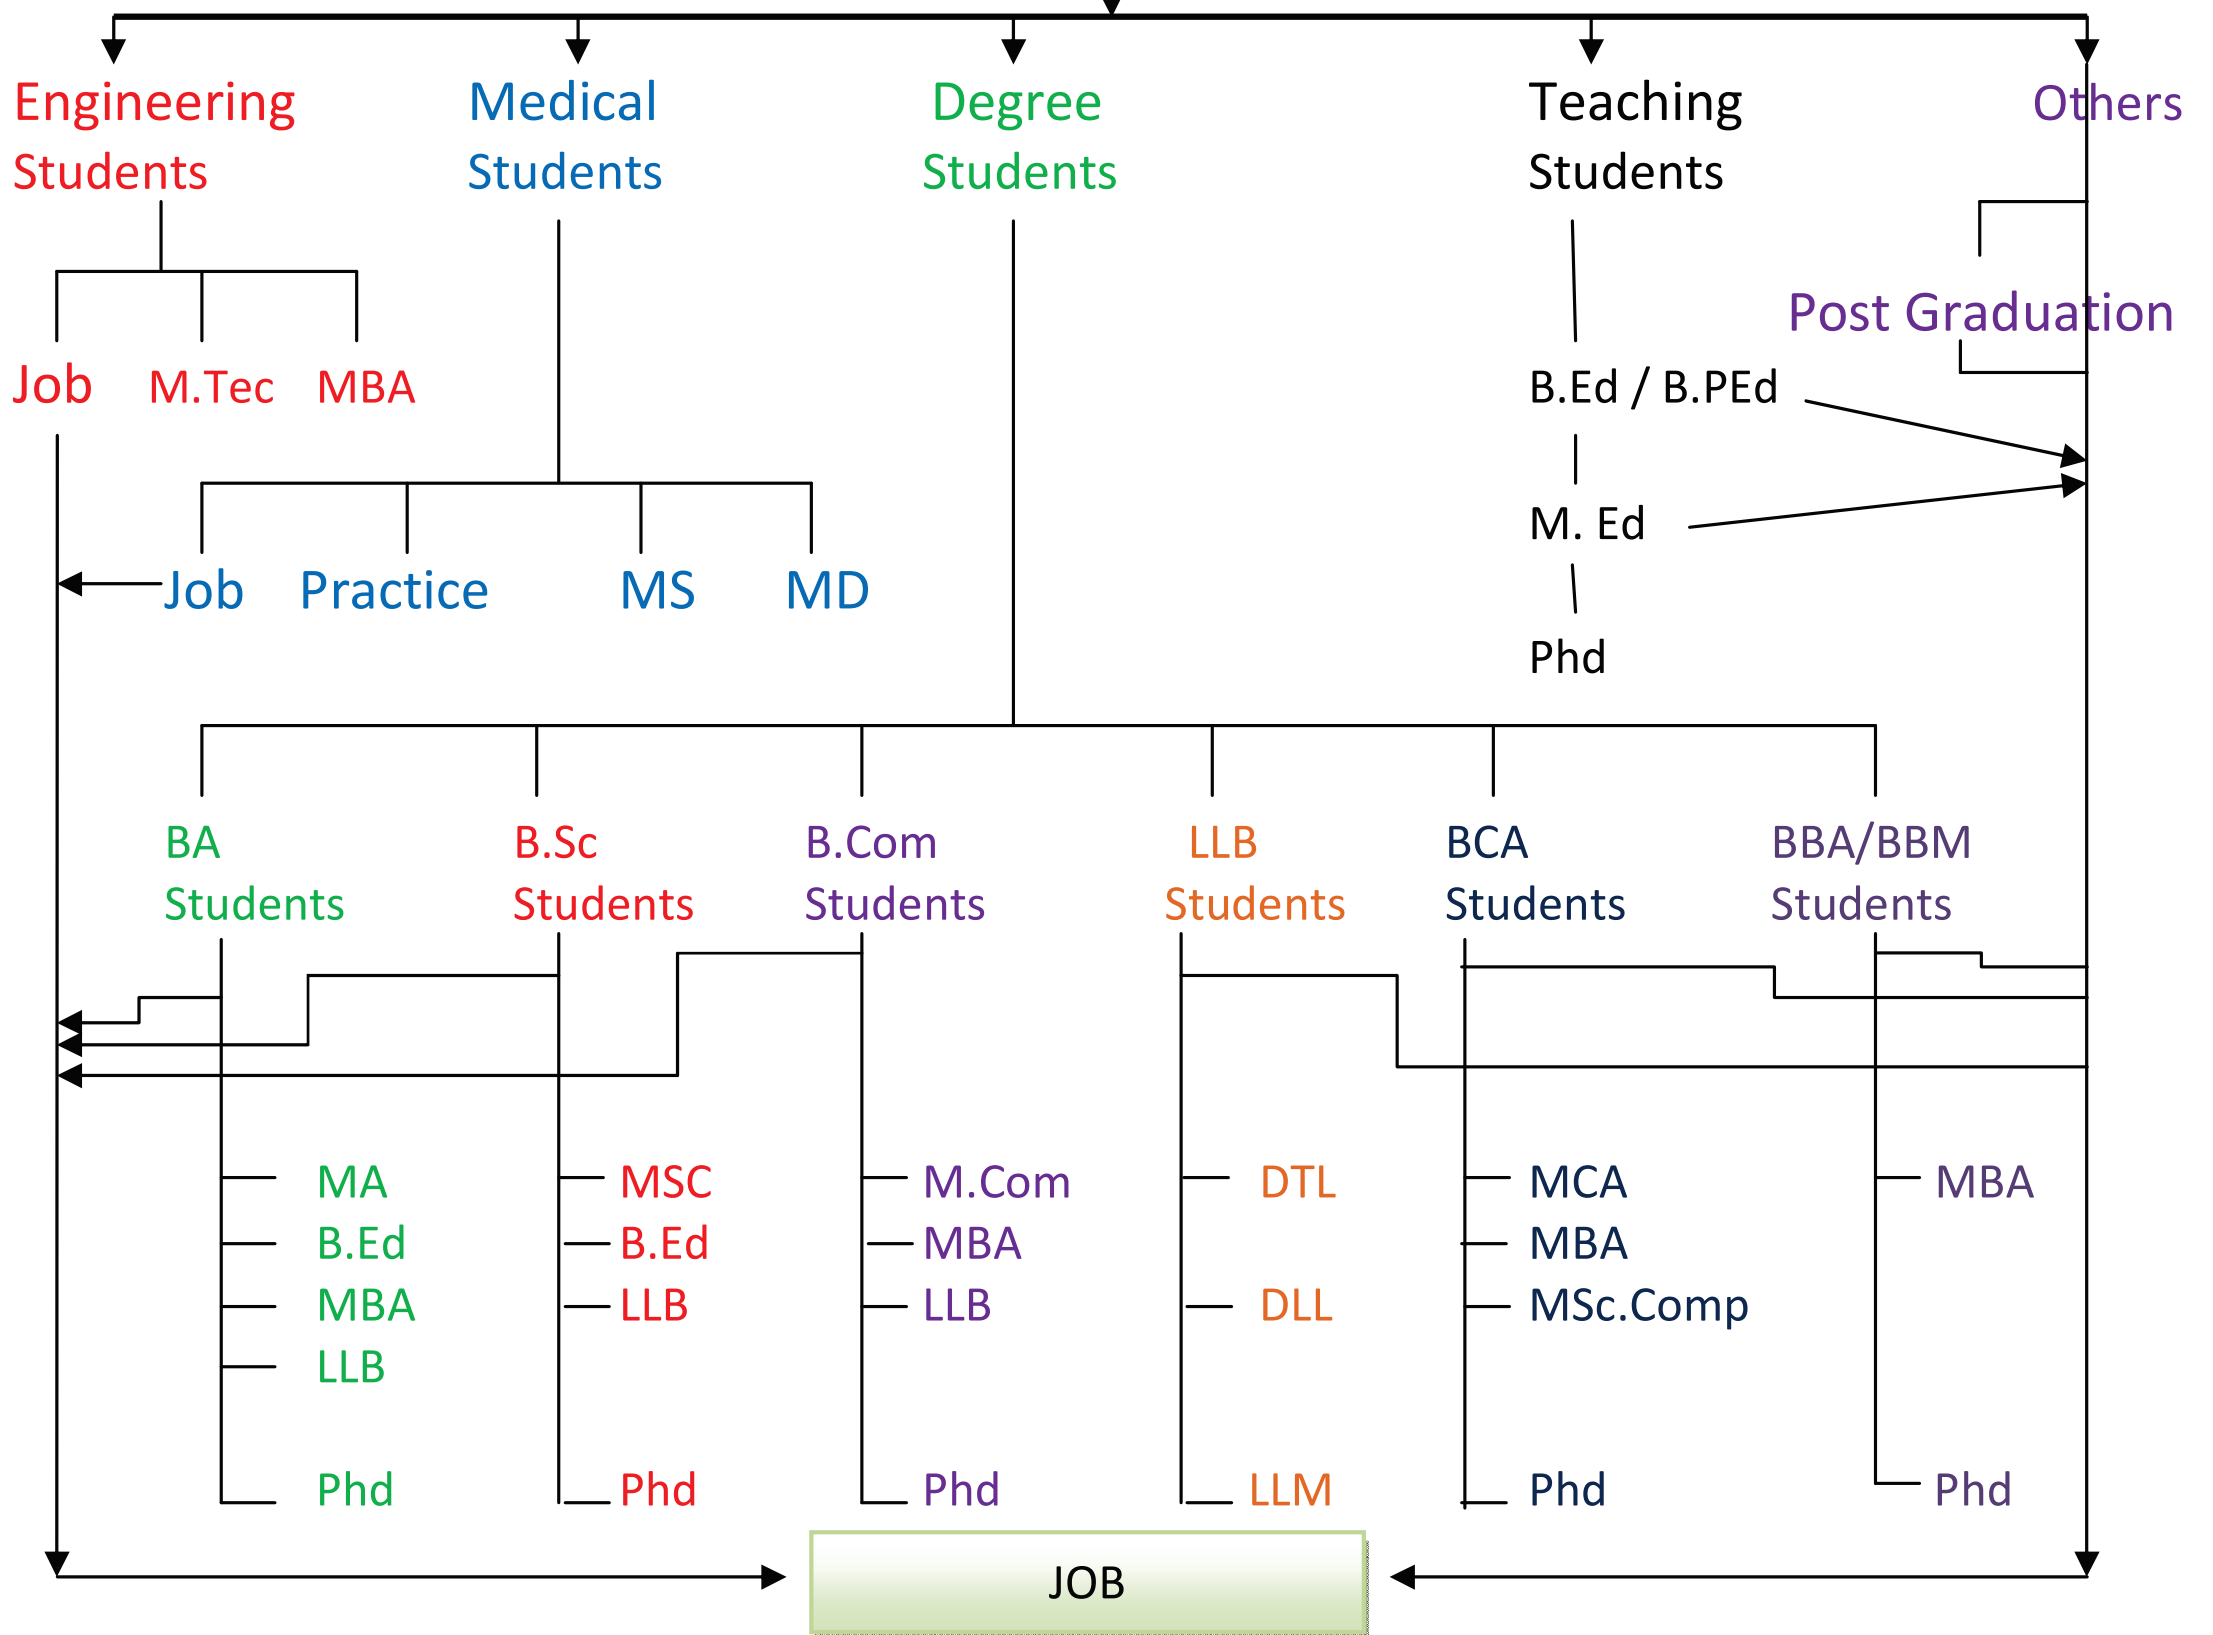 Engineering
Students
Medical
Students
Degree
Students
Teaching
Students
Others
Post Graduation
Job
M.Tec
MBA
B.Ed / B.PEd
M. Ed
Phd
Job
Practice
MS
MD
BA
Students
B.Sc
Students
B.Com
Students
LLB
Students
BCA
Students
BBA/BBM
Students
MA
B.Ed
MBA
LLB
Phd
MSC
B.Ed
LLB
Phd
M.Com
MBA
LLB
Phd
DTL
DLL
LLM
MCA
MBA
MSc.Comp
Phd
MBA
Phd
JOB